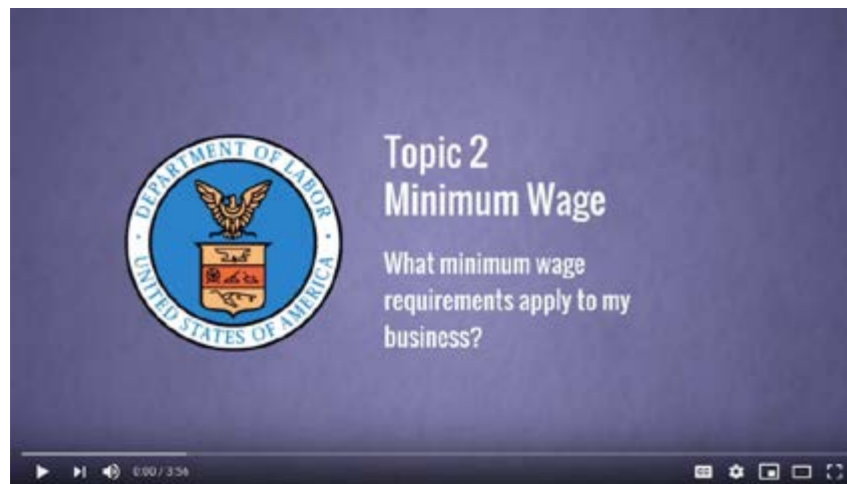 DEPARTMENT OF LABOR
UNITED STATES OF AMERICA
Topic 2
Minimum Wage
What minimum wage
requirements apply to my
business?
0:00 / 3:56